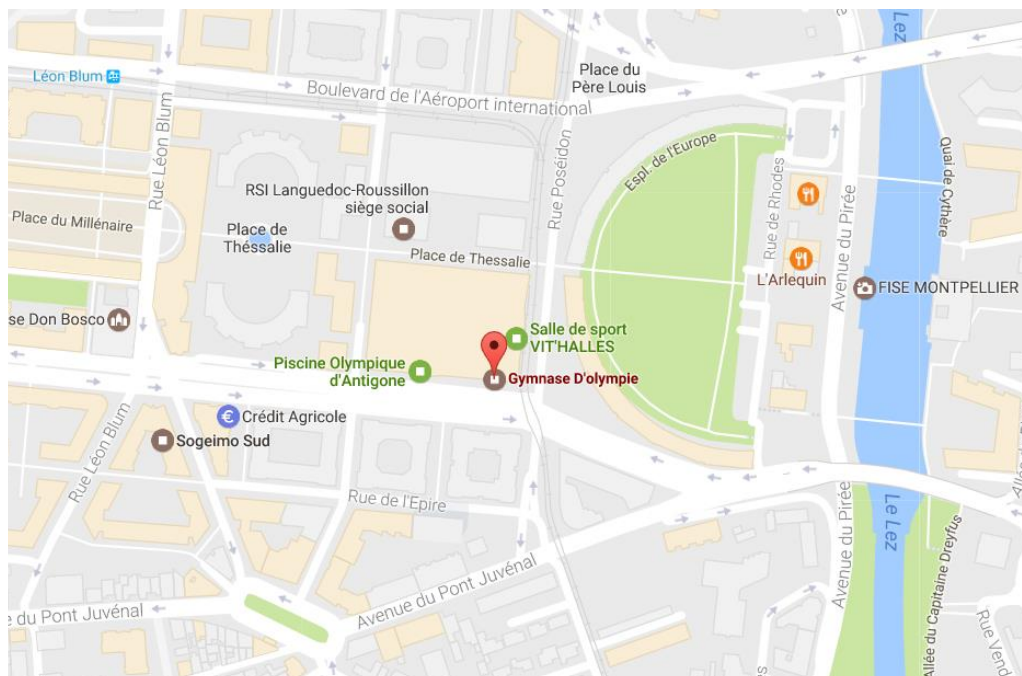 Lez
Place du
Père Louis
Léon Blum
Boulevard de l'Aéroport international
Rue Léon Blum
Espl. de l'Europe
Rue Poséidon
Quai de Cythère
Rue de Rhodes
Avenue du Pirée
RSI Languedoc-Roussillon
siège social
Place du Millénaire
Place de
Théssalie
Place de Thessalie
L'Arlequin
FISE MONTPELLIER
se Don Bosco
Salle de sport
VIT'HALLES
Piscine Olympique
d'Antigone
Gymnase D'olympie
Crédit Agricole
Sogeimo Sud
Rue Léon Blum
Rue de l'Epire
Avenue du Pirée
Le Lez
Allée du Capitaine Dreyfus
Avenue du Pont Juvénal
e du Pont Juvénal
Rue Vend